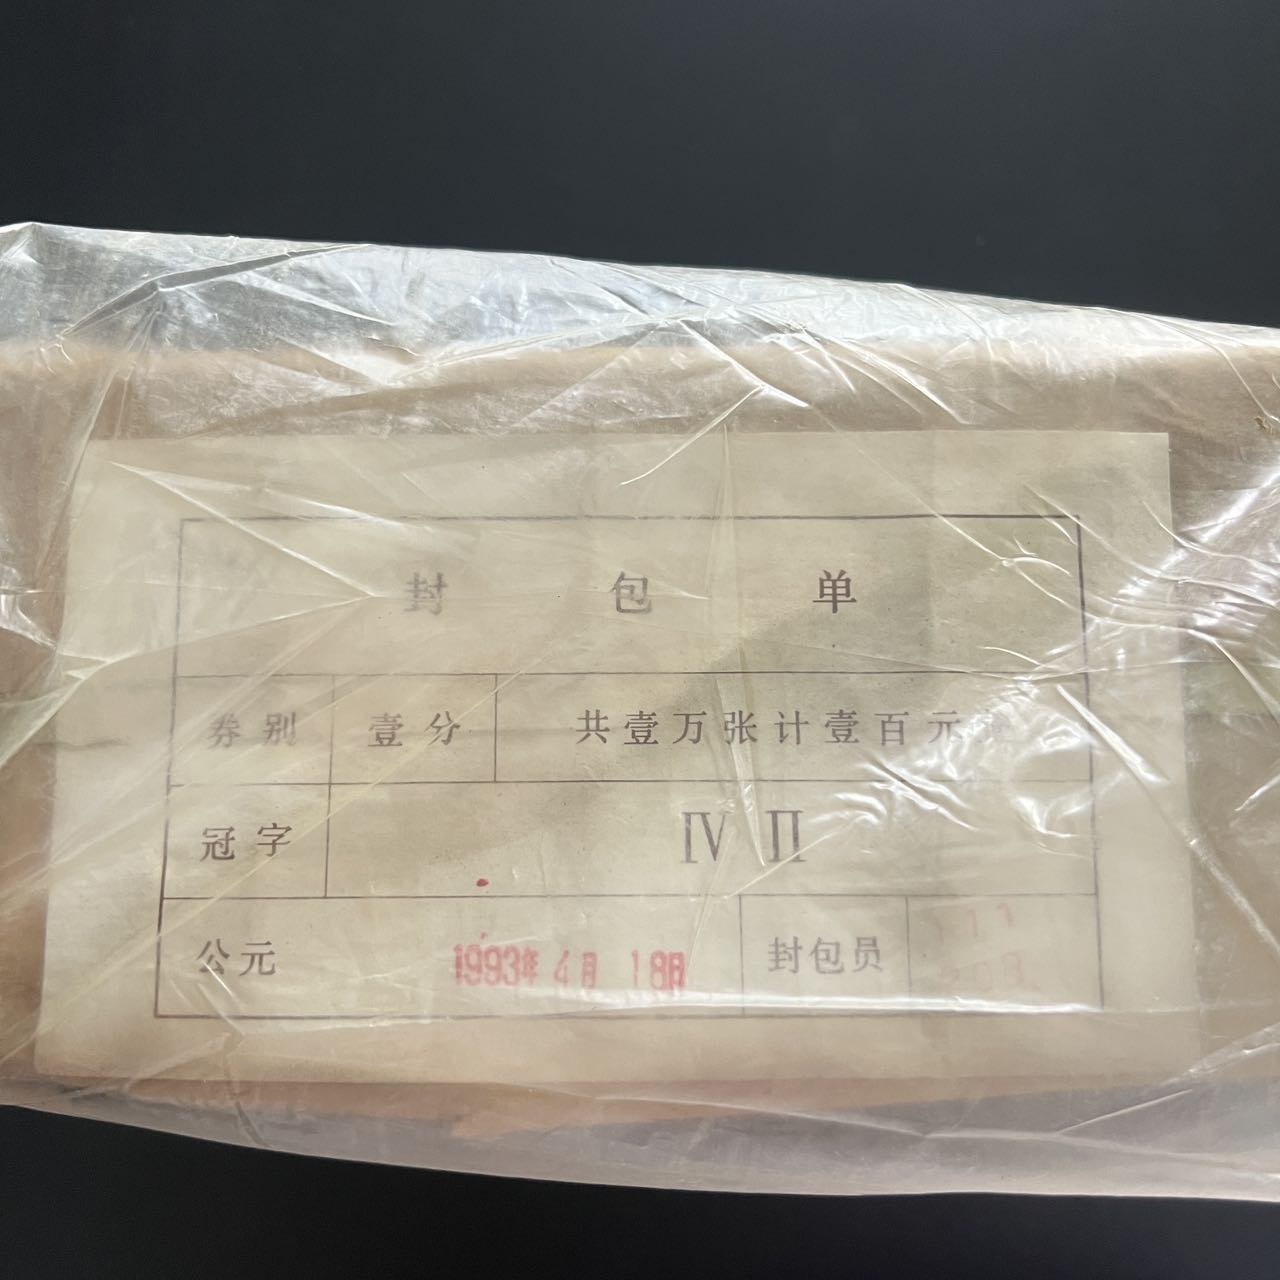 封包单
券别 壹分 共壹万张计壹百元整
冠字 Ⅳ Ⅱ
公元 1993年4月18日 封包员